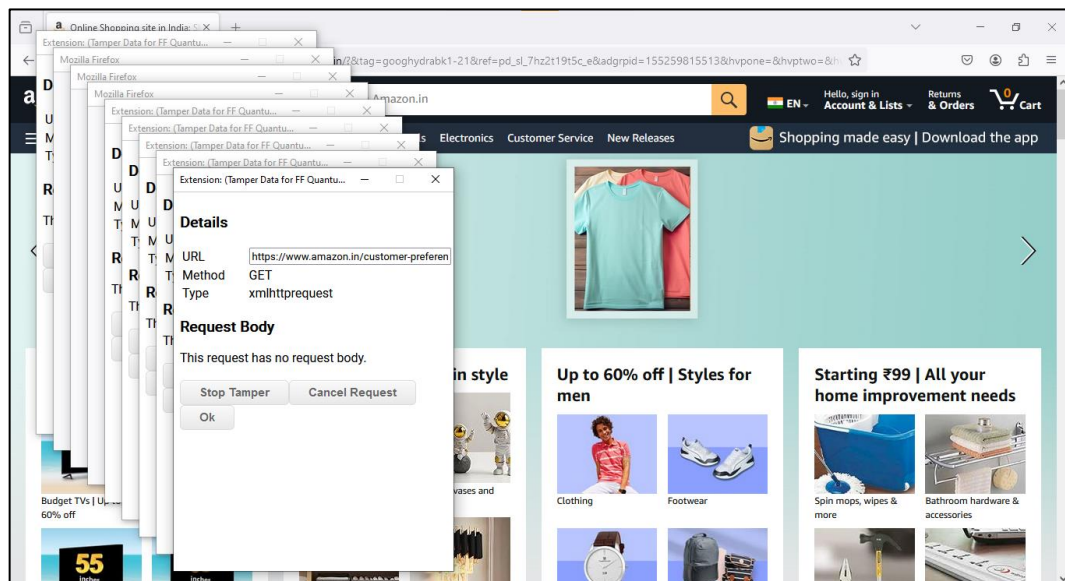 Online Shopping site in India: S
Extension: (Tamper Data for FF Quantu...
Mozilla Firefox
Mozilla Firefox
Mozilla Firefox
Extension: (Tamper Data for FF Quantu...
Extension: (Tamper Data for FF Quantu...
Extension: (Tamper Data for FF Quantu...
Extension: (Tamper Data for FF Quantu...
Extension: (Tamper Data for FF Quantu...
in/?&tag=googhydrabk1-21&ref=pd_sl_7hz2t19t5c_e&adgrpid=155259815513&hvpone=&hvptwo=&h
Amazon.in
EN
Hello, sign in
Account & Lists
Returns
& Orders
0
Cart
s Electronics Customer Service New Releases
Shopping made easy | Download the app
Details
URL https://www.amazon.in/customer-preferen
Method GET
Type xmlhttprequest
Request Body
This request has no request body.
Stop Tamper Cancel Request
Ok
in style
vases and
Budget TVs | Up
60% off
55
inches
inches
Up to 60% off | Styles for
men
Clothing
Footwear
Starting ₹99 | All your
home improvement needs
Spin mops, wipes &
more
Bathroom hardware &
accessories